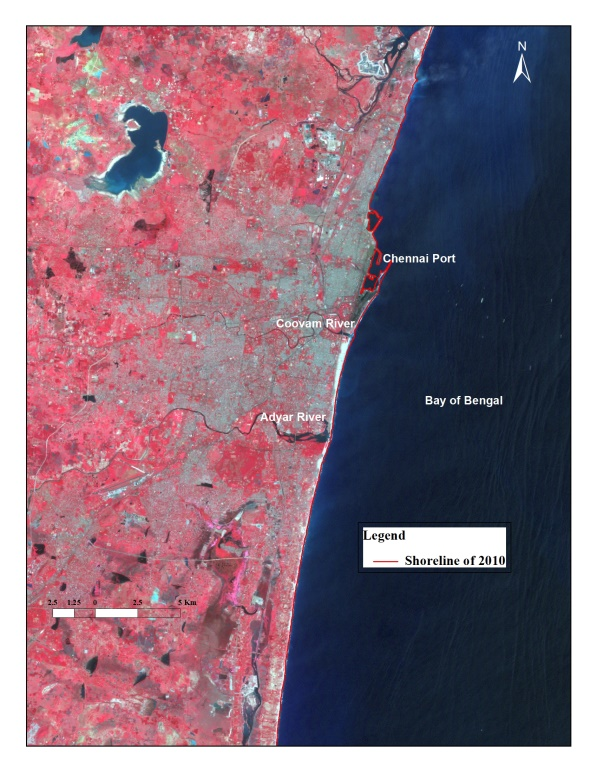 N
Chennai Port
Coovam River
Bay of Bengal
Adyar River
Legend
Shoreline of 2010
2.5 1.25 0 2.5 5 Km